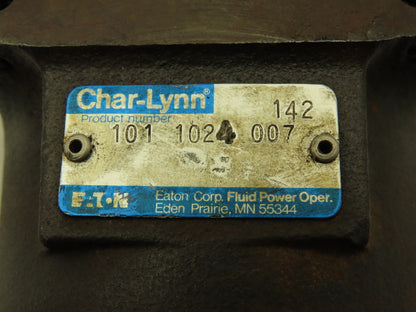 Char-Lynn®
142
Product number
101 1024 007
EATON
Eaton Corp. Fluid Power Oper.
Eden Prairie, MN 55344